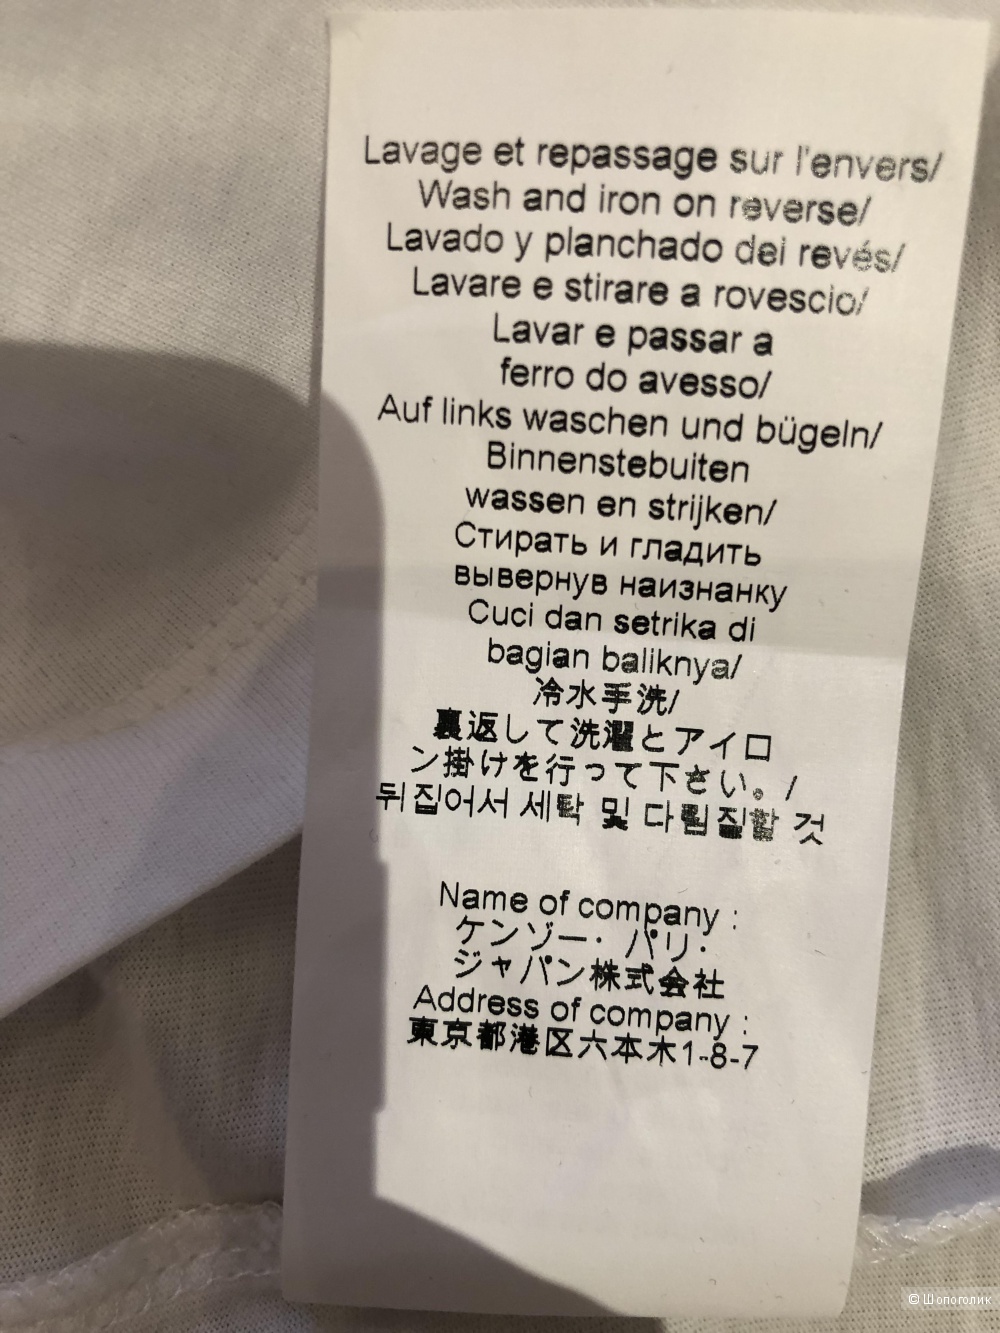 Lavage et repassage sur l'envers/
Wash and iron on reverse/
Lavado y planchado del revés/
Lavare e stirare a rovescio/
Lavar e passar a
ferro do avesso/
Auf links waschen und bügeln/
Binnenstebuiten
wassen en strijken/
Стирать и гладить
вывернув наизнанку
Cuci dan setrika di
bagian baliknya/
冷水手洗/
裏返して洗濯とアイロ
ン掛けを行って下さい。/
뒤집어서 세탁 및 다림질할 것
Name of company :
ケンゾー・パリ・
ジャパン株式会社
Address of company :
東京都港区六本木1-8-7
© Шопоголик